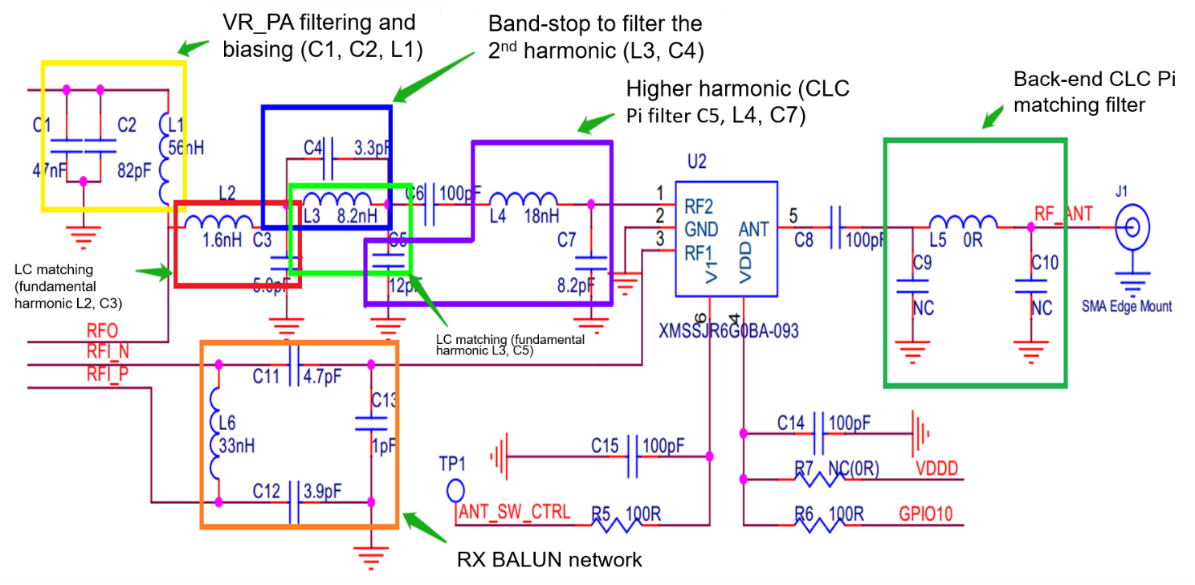 VR_PA filtering and
biasing (C1, C2, L1)
Band-stop to filter the
2nd harmonic (L3, C4)
Higher harmonic (CLC
Pi filter C5, L4, C7)
Back-end CLC Pi
matching filter
C1
C2
L1
56nH
47nF
82pF
C4
3.3pF
L2
1.6nH
C3
5.0pF
L3
8.2nH
C5
12pF
C6
100pF
L4
18nH
C7
8.2pF
U2
1
2
3
RF2
GND
RF1
ANT
V1
VDD
5
6
4
XMSSJR6G0BA-093
C8
100pF
L5
0R
RF_ANT
J1
C9
NC
C10
NC
SMA Edge Mount
LC matching
(fundamental
harmonic L2, C3)
LC matching (fundamental
harmonic L3, C5)
RFO
RFI_N
RFI_P
C11
4.7pF
L6
33nH
C13
1pF
C12
3.9pF
RX BALUN network
TP1
ANT_SW_CTRL
R5
100R
C15
100pF
C14
100pF
R7
NC(0R)
VDDD
R6
100R
GPIO10